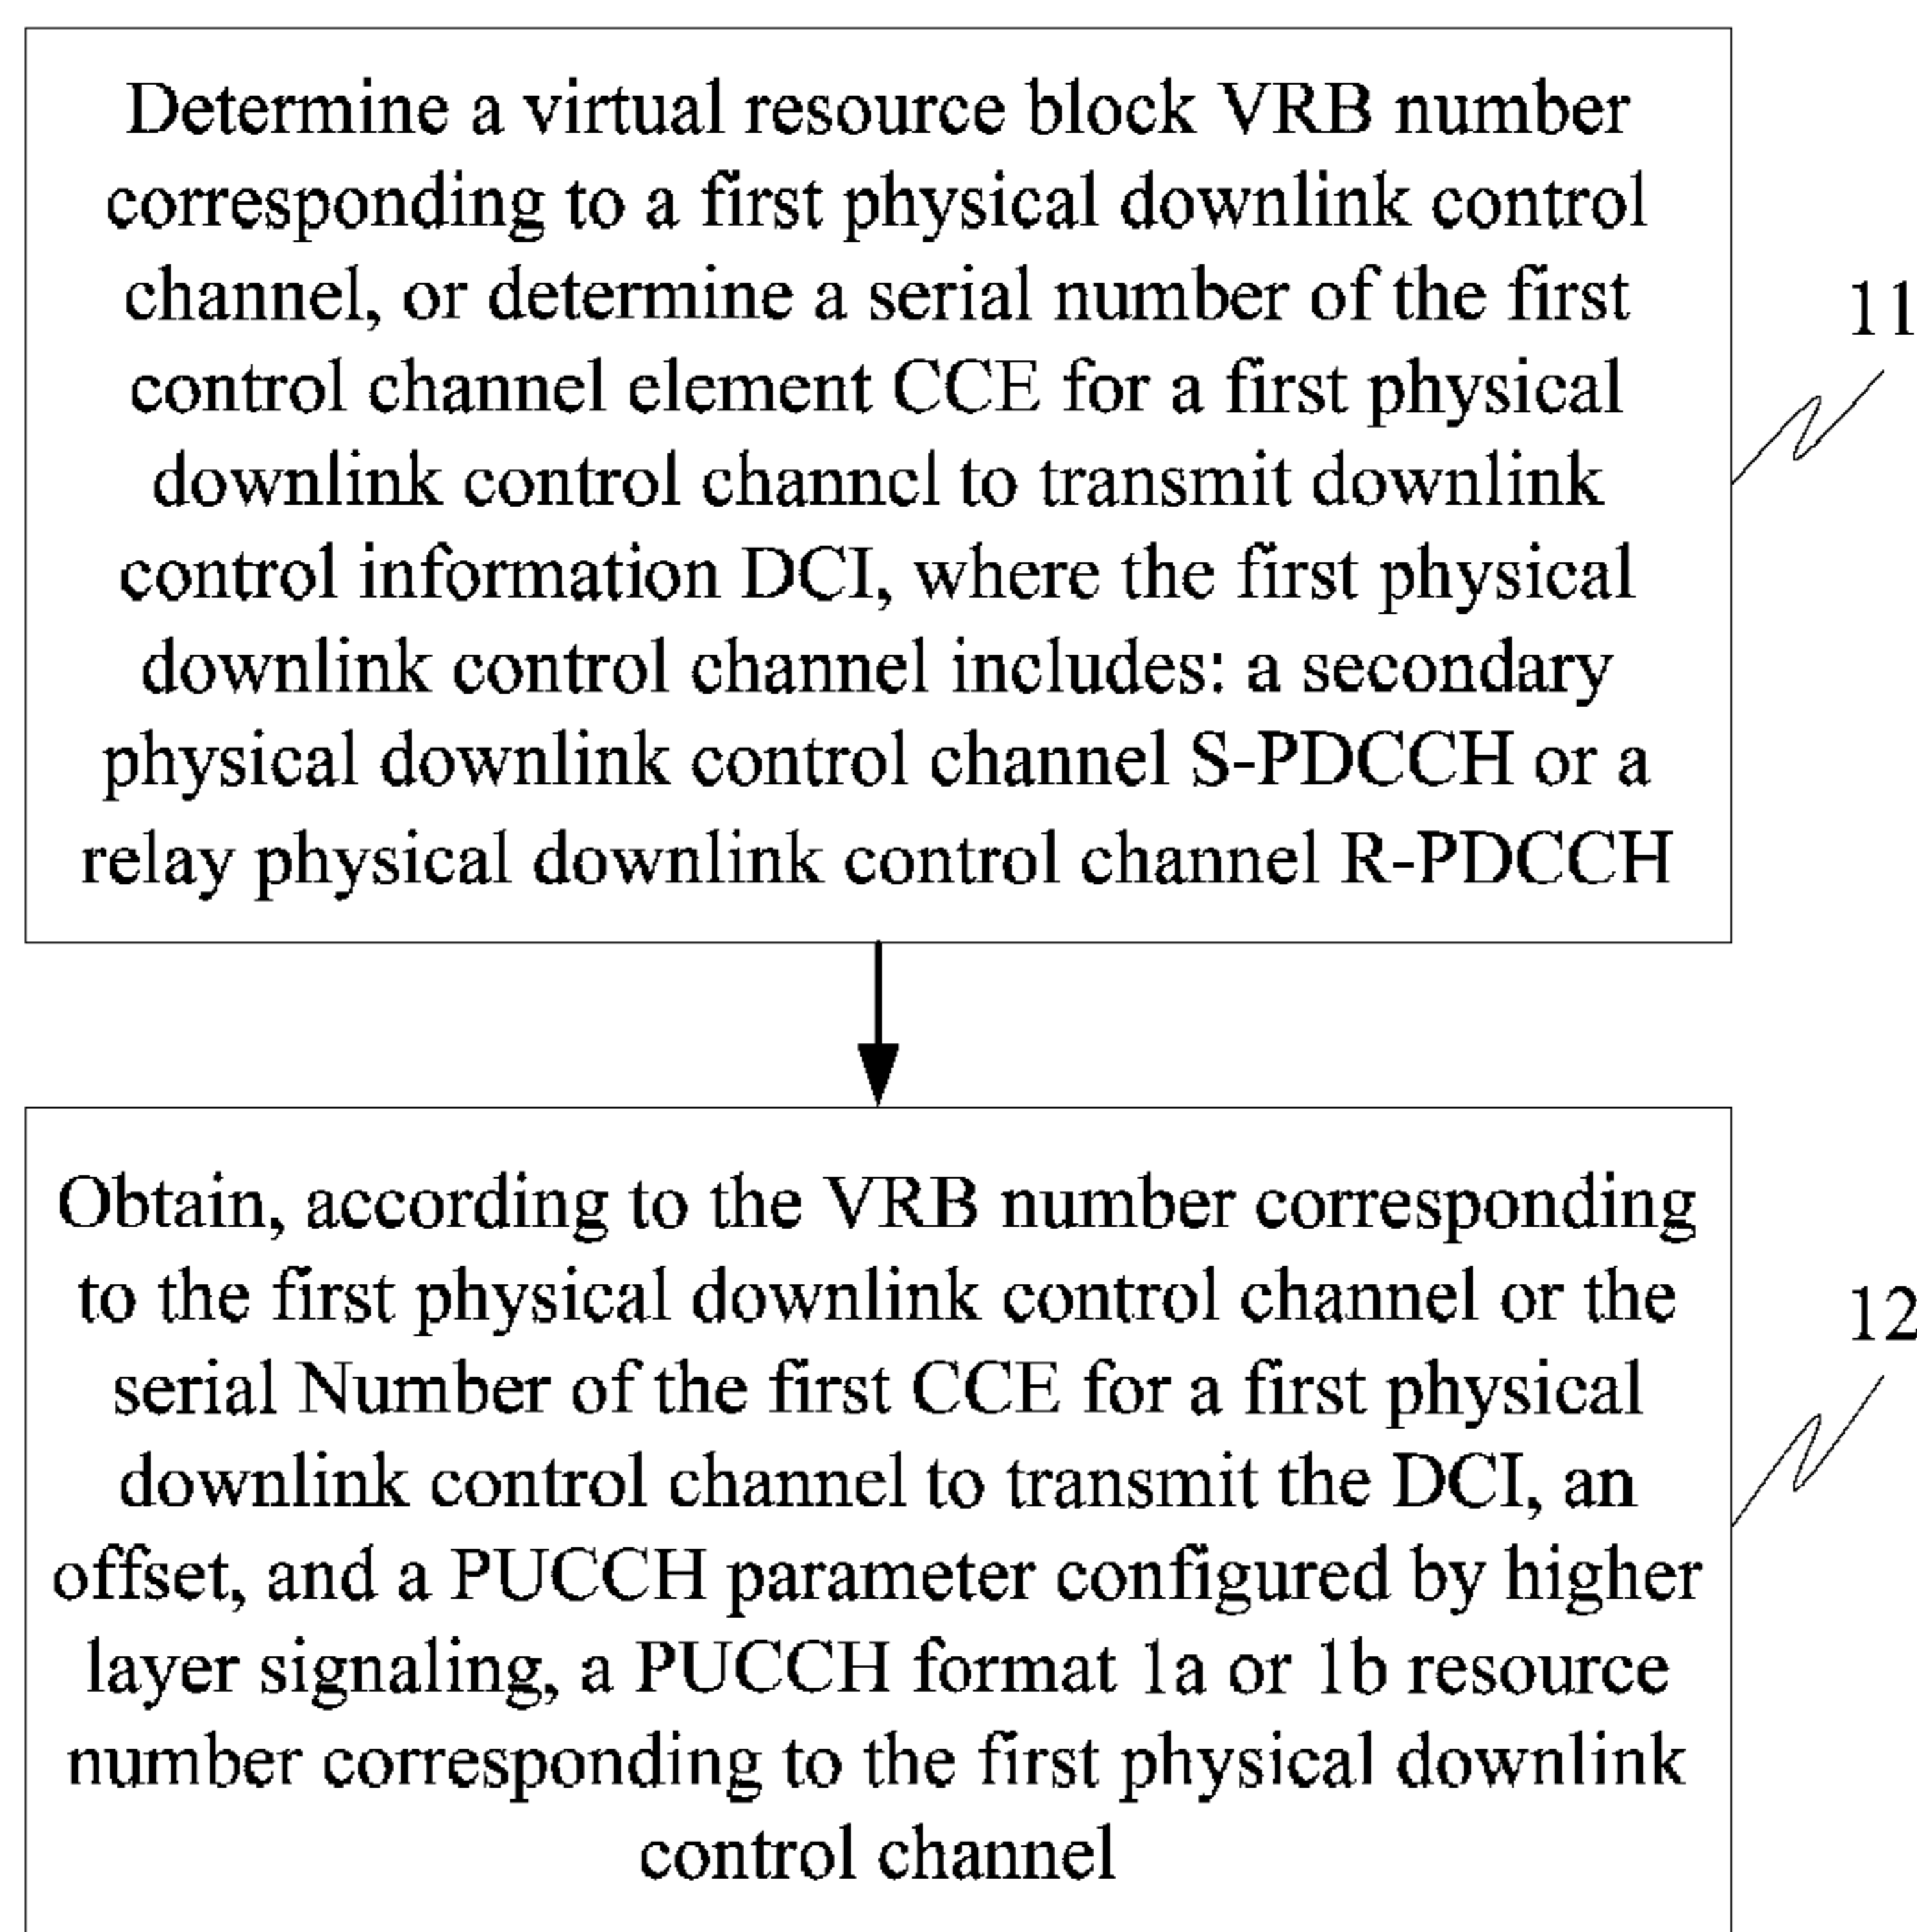 Determine a virtual resource block VRB number
corresponding to a first physical downlink control
channel, or determine a serial number of the first
control channel element CCE for a first physical
downlink control channel to transmit downlink
control information DCI, where the first physical
downlink control channel includes: a secondary
physical downlink control channel S-PDCCH or a
relay physical downlink control channel R-PDCCH
11
Obtain, according to the VRB number corresponding
to the first physical downlink control channel or the
serial Number of the first CCE for a first physical
downlink control channel to transmit the DCI, an
offset, and a PUCCH parameter configured by higher
layer signaling, a PUCCH format 1a or 1b resource
number corresponding to the first physical downlink
control channel
12